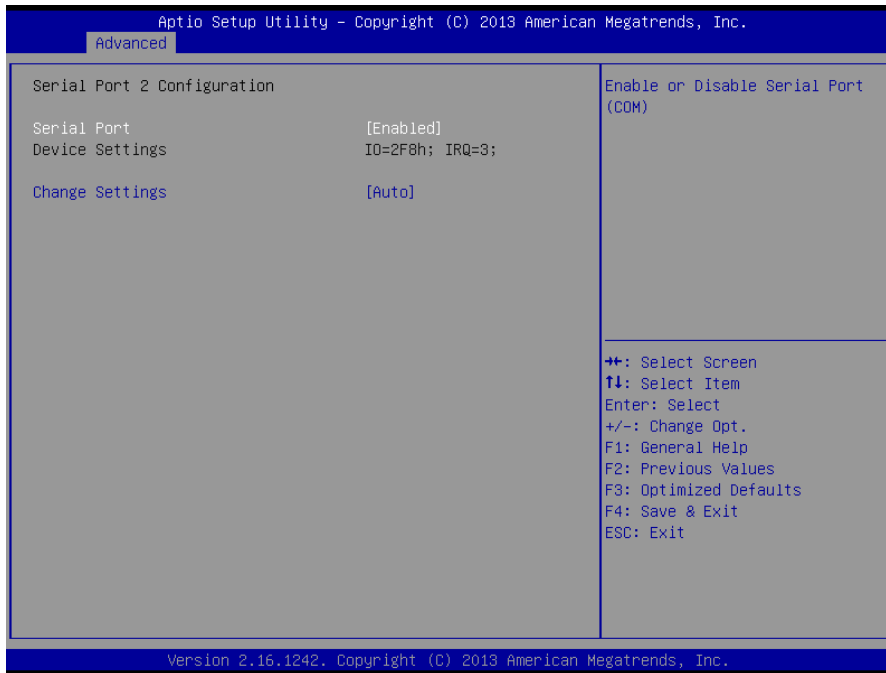 Aptio Setup Utility – Copyright (C) 2013 American Megatrends, Inc.
Advanced
Serial Port 2 Configuration
Serial Port [Enabled]
Device Settings IO=2F8h; IRQ=3;
Change Settings [Auto]
Enable or Disable Serial Port
(COM)
→←: Select Screen
↑↓: Select Item
Enter: Select
+/-: Change Opt.
F1: General Help
F2: Previous Values
F3: Optimized Defaults
F4: Save & Exit
ESC: Exit
Version 2.16.1242. Copyright (C) 2013 American Megatrends, Inc.